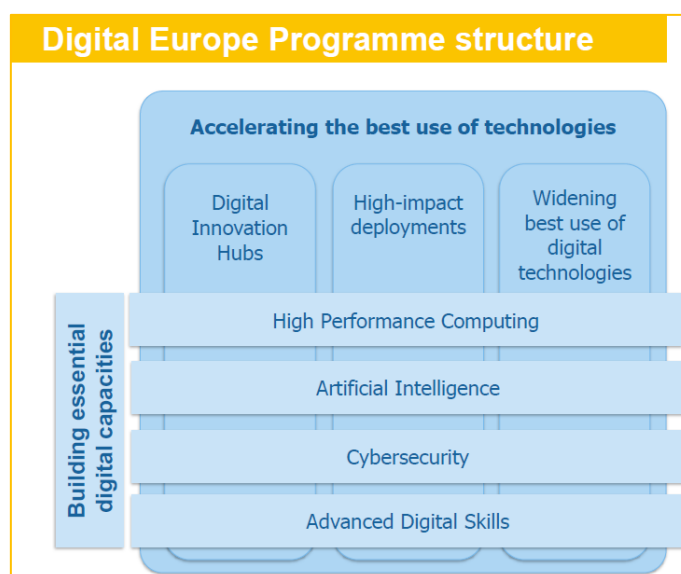 Digital Europe Programme structure
Accelerating the best use of technologies
Digital
Innovation
Hubs
High-impact
deployments
Widening
best use of
digital
technologies
Building essential
digital capacities
High Performance Computing
Artificial Intelligence
Cybersecurity
Advanced Digital Skills